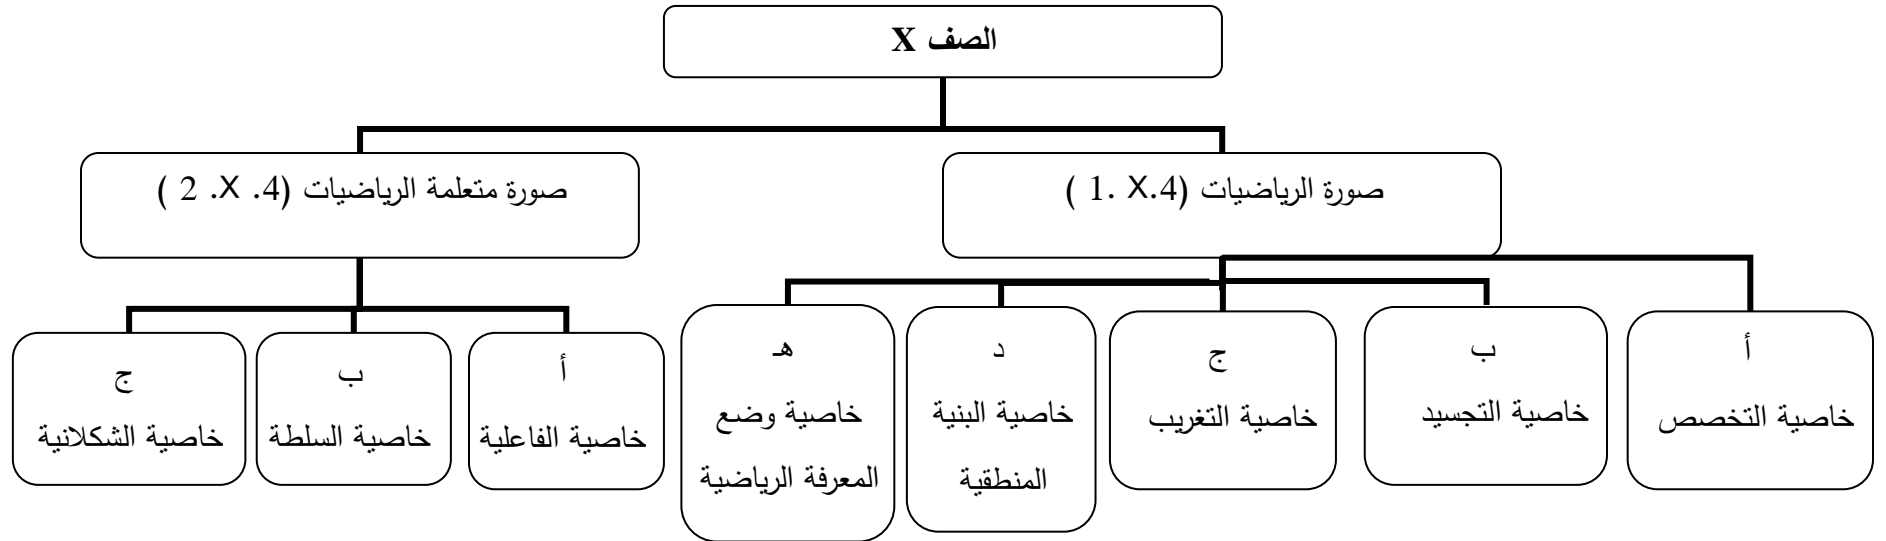 الصف X
صورة الرياضيات (4.X .1 )
صورة متعلمة الرياضيات (4. X. 2 )
أ
خاصية التخصص
ب
خاصية التجسيد
ج
خاصية التغريب
د
خاصية البنية
المنطقية
هـ
خاصية وضع
المعرفة الرياضية
أ
خاصية الفاعلية
ب
خاصية السلطة
ج
خاصية الشكلانية